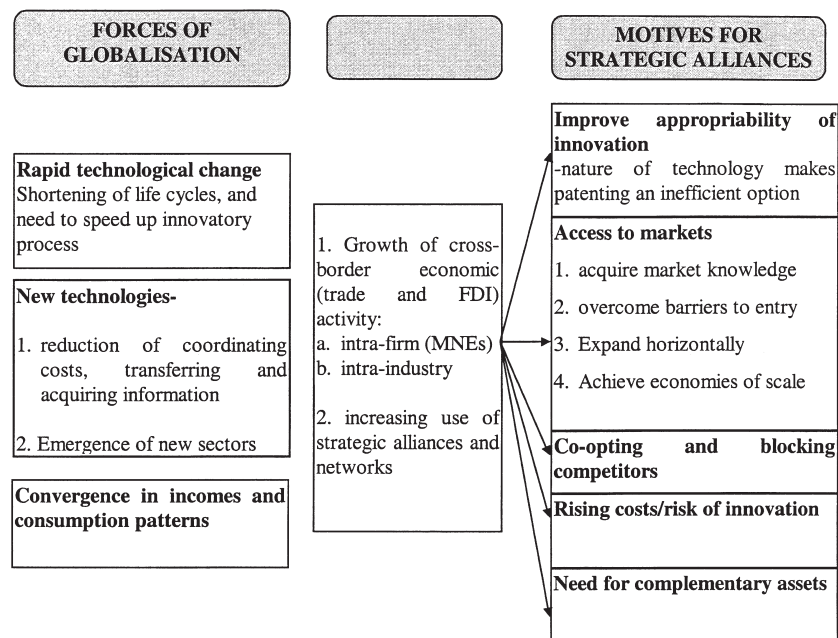 FORCES OF
GLOBALISATION
Rapid technological change
Shortening of life cycles, and
need to speed up innovatory
process
New technologies-
1. reduction of coordinating
costs, transferring and
acquiring information
2. Emergence of new sectors
Convergence in incomes and
consumption patterns
1. Growth of cross-
border economic
(trade and FDI)
activity:
a. intra-firm (MNEs)
b. intra-industry
2. increasing use of
strategic alliances and
networks
MOTIVES FOR
STRATEGIC ALLIANCES
Improve appropriability of
innovation
-nature of technology makes
patenting an inefficient option
Access to markets
1. acquire market knowledge
2. overcome barriers to entry
3. Expand horizontally
4. Achieve economies of scale
Co-opting and blocking
competitors
Rising costs/risk of innovation
Need for complementary assets